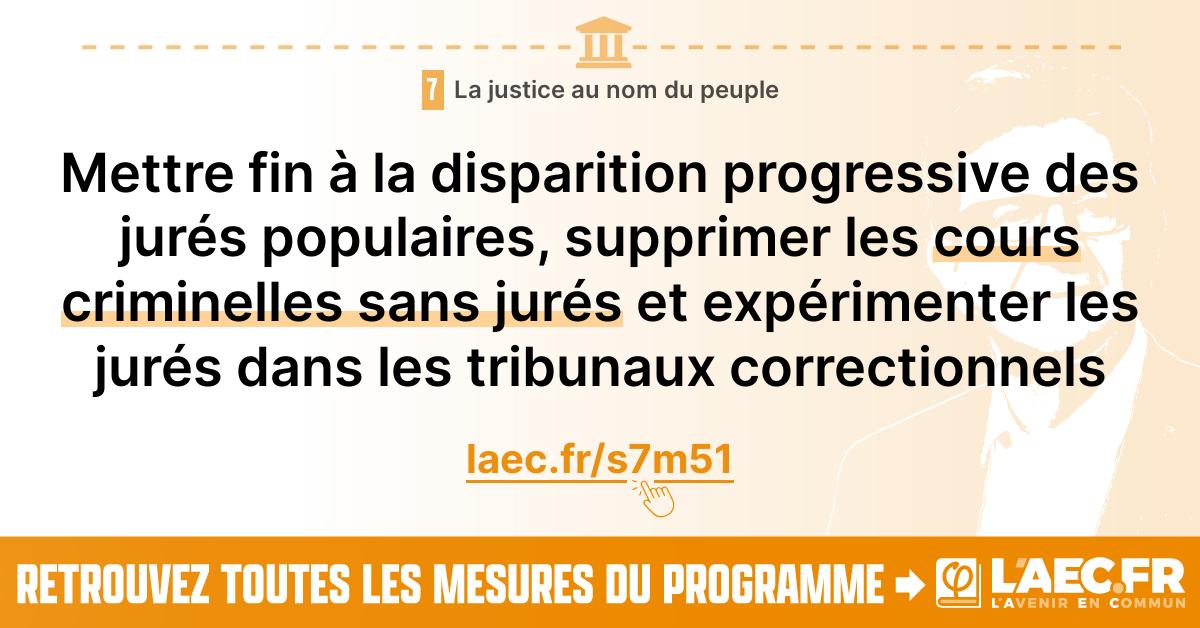 7 La justice au nom du peuple
Mettre fin à la disparition progressive des
jurés populaires, supprimer les cours
criminelles sans jurés et expérimenter les
jurés dans les tribunaux correctionnels
laec.fr/s7m51
RETROUVEZ TOUTES LES MESURES DU PROGRAMME
L'AEC.FR
L'AVENIR EN COMMUN